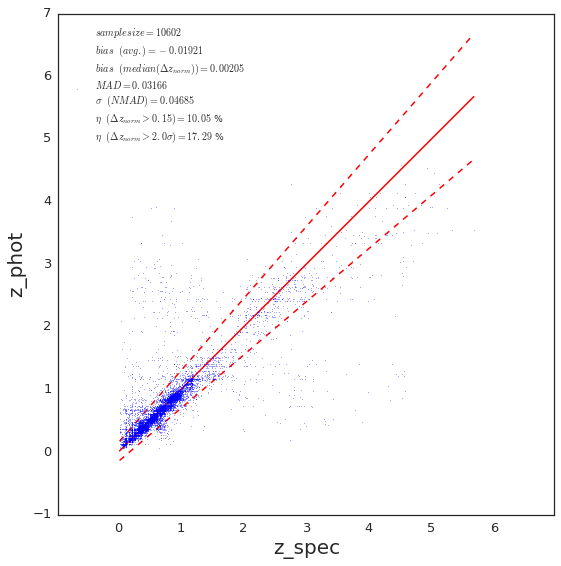 7
6
5
4
3
2
1
0
−1
samplesize = 10602
bias (avg.) = −0.01921
bias (median(Δz_norm)) = 0.00205
MAD = 0.03166
σ (NMAD) = 0.04685
η (Δz_norm > 0.15) = 10.05 %
η (Δz_norm > 2.0σ) = 17.29 %
z_phot
0 1 2 3 4 5 6
z_spec